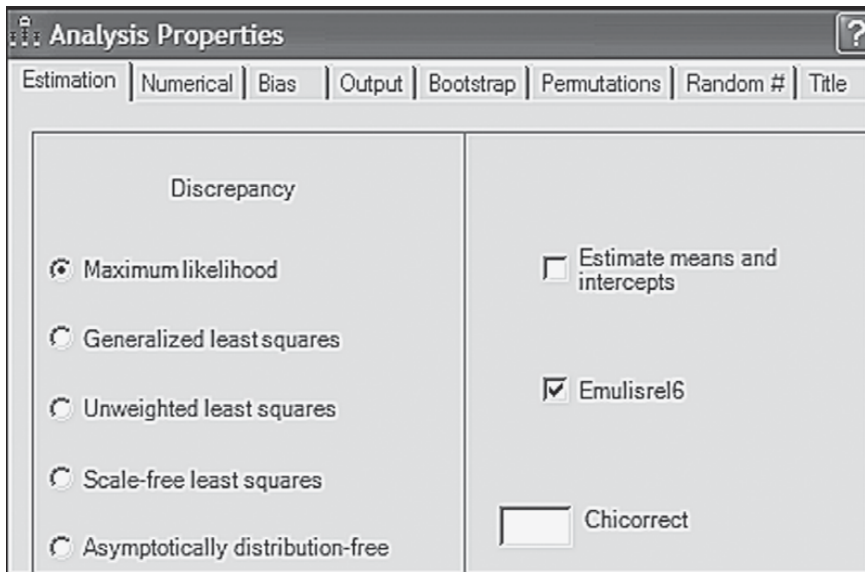 Analysis Properties
?
Estimation Numerical Bias Output Bootstrap Permutations Random # Title
Discrepancy
Maximum likelihood
Generalized least squares
Unweighted least squares
Scale-free least squares
Asymptotically distribution-free
Estimate means and
intercepts
Emulisrel6
Chicorrect